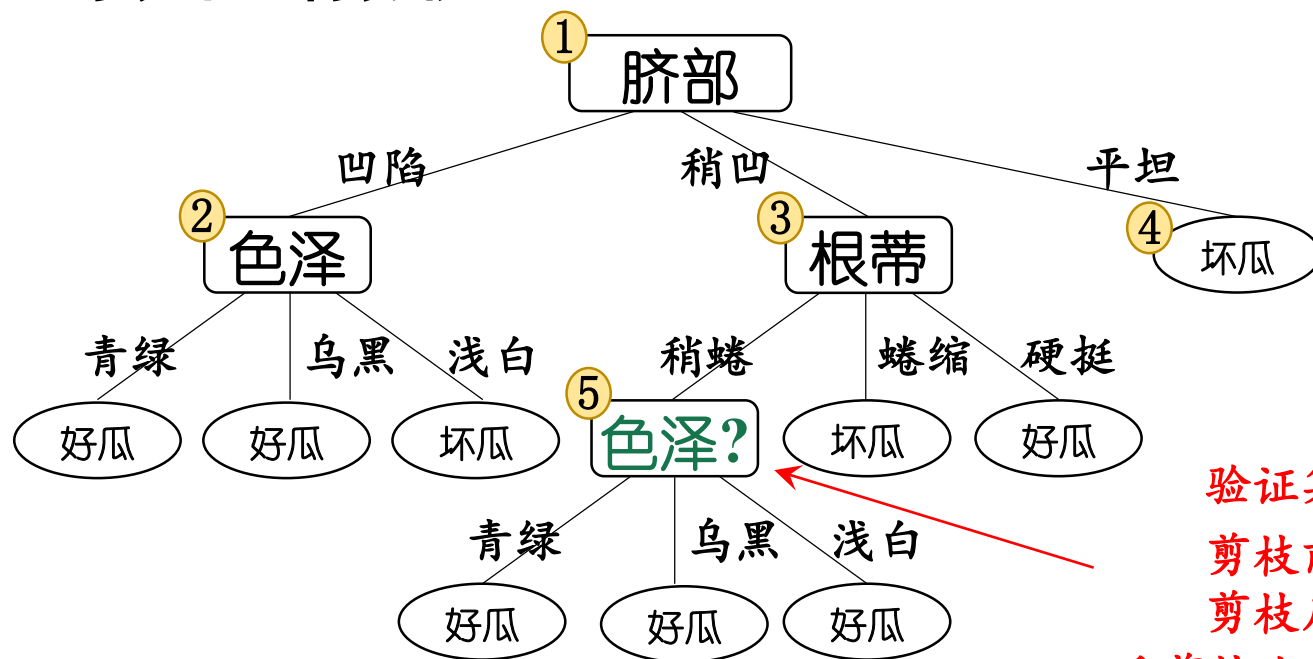 1
脐部
凹陷
稍凹
平坦
2
色泽
3
根蒂
4
坏瓜
青绿
乌黑
浅白
稍蜷
蜷缩
硬挺
好瓜
好瓜
坏瓜
5
色泽?
坏瓜
好瓜
验证
青绿
乌黑
浅白
剪枝
剪枝
好瓜
好瓜
好瓜